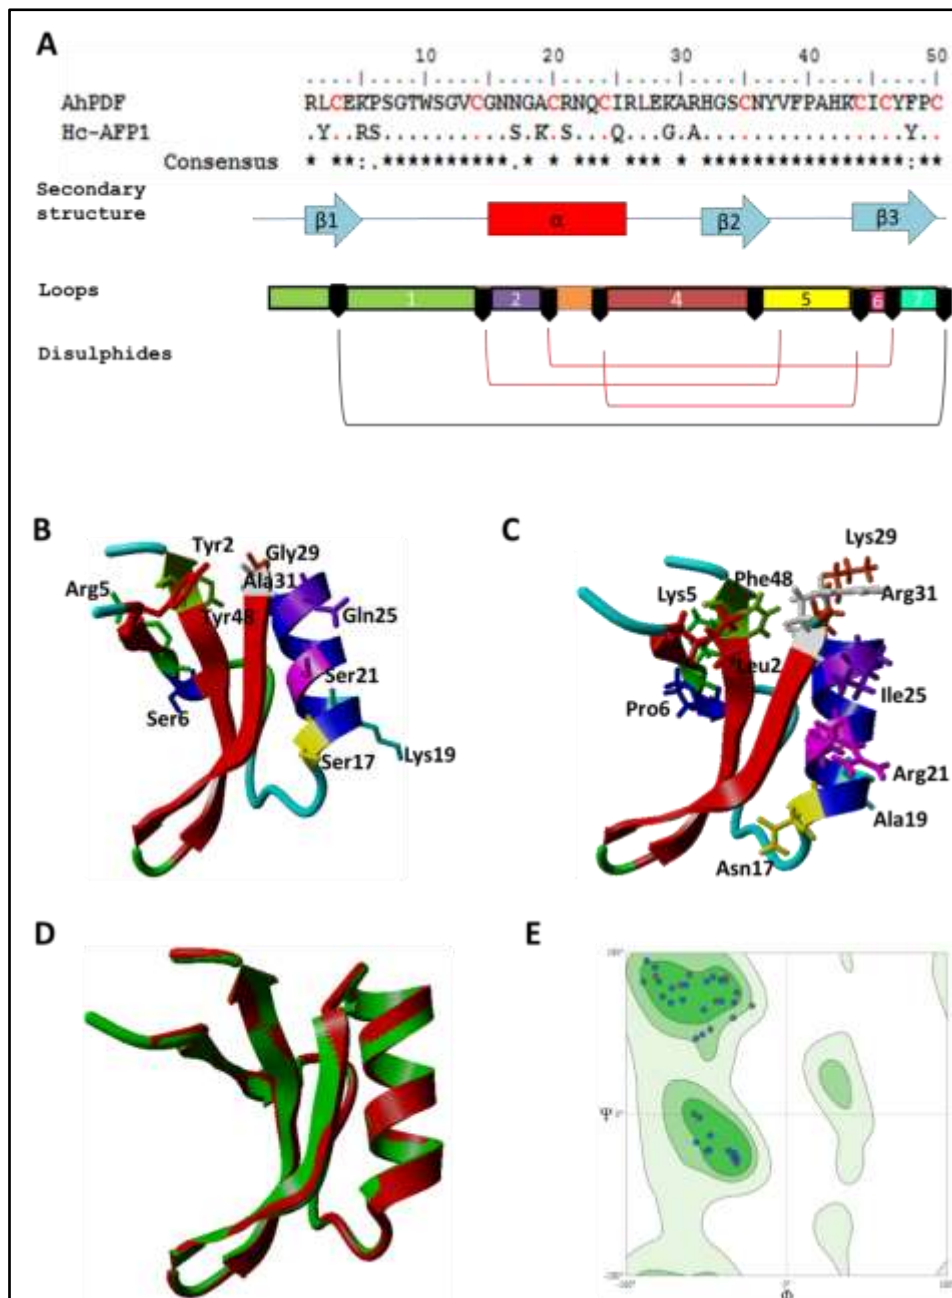 A
10 20 30 40 50
AhPDF RLCEKPSGTWSGVCGNNGACRNQCIRLEKARHGSCNYVFPAHKCICYFPC
Hc-AFP1 .Y..RS..........S.K.S...Q...G.A................Y..
Consensus * **:.**********.* * *** *** * ****************:**
Secondary
structure
β1 α β2 β3
Loops
1 2 4 5 6 7
Disulphides
B
Tyr2
Gly29
Arg5
Ala31
Tyr48
Gln25
Ser21
Ser6
Lys19
Ser17
C
Lys29
Phe48
Lys5
Arg31
Leu2
Ile25
Pro6
Arg21
Ala19
Asn17
D
E
Ψ
Φ